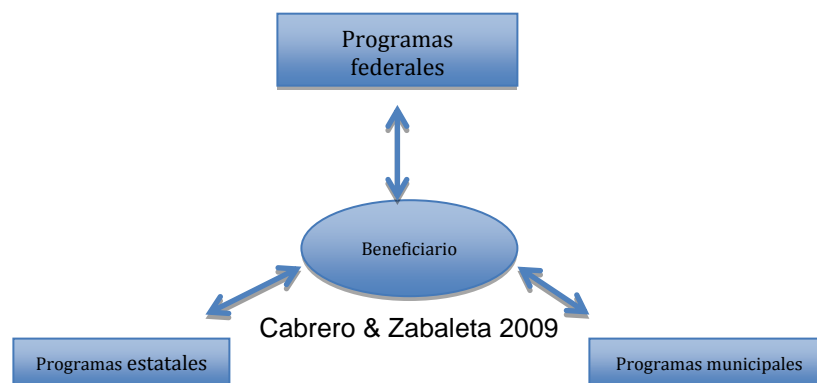 Programas
federales
Beneficiario
Cabrero & Zabaleta 2009
Programas estatales
Programas municipales